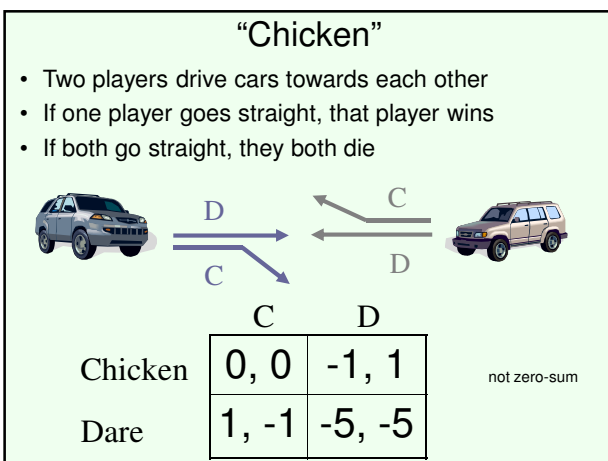 “Chicken”
• Two players drive cars towards each other
• If one player goes straight, that player wins
• If both go straight, they both die
D
C
C
D
C D
Chicken 0, 0 -1, 1
not zero-sum
Dare 1, -1 -5, -5